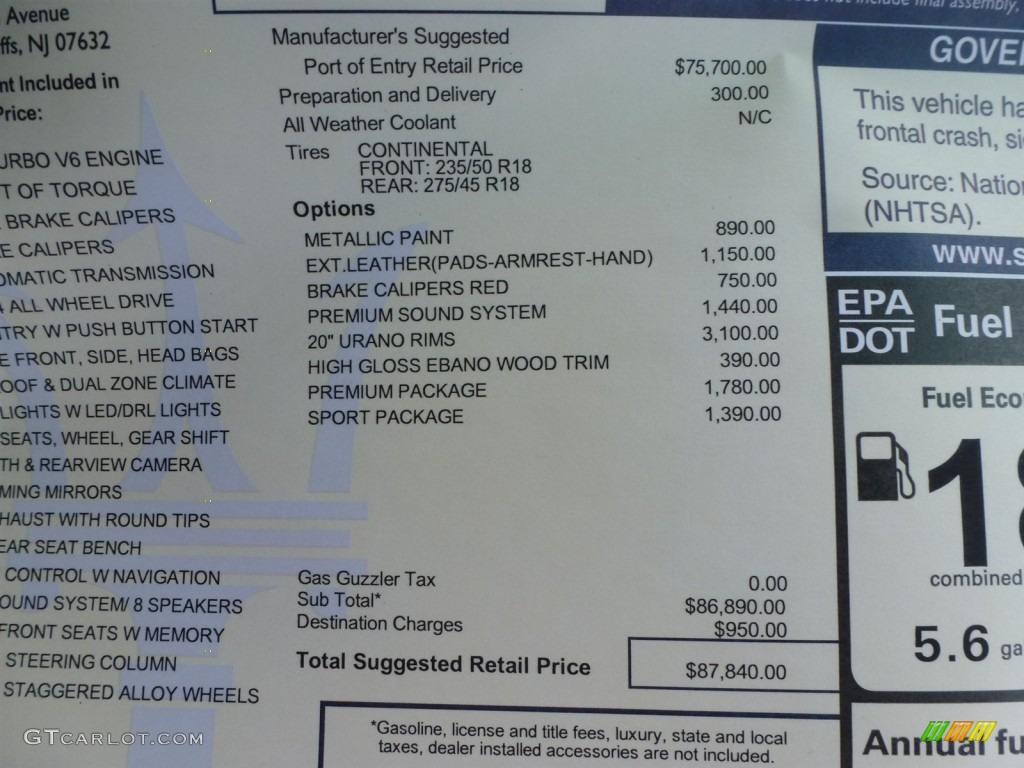 Avenue
ffs, NJ 07632
nt Included in
Price:
URBO V6 ENGINE
T OF TORQUE
BRAKE CALIPERS
E CALIPERS
OMATIC TRANSMISSION
4 ALL WHEEL DRIVE
TRY W PUSH BUTTON START
E FRONT, SIDE, HEAD BAGS
OOF & DUAL ZONE CLIMATE
LIGHTS W LED/DRL LIGHTS
SEATS, WHEEL, GEAR SHIFT
TH & REARVIEW CAMERA
MING MIRRORS
HAUST WITH ROUND TIPS
EAR SEAT BENCH
CONTROL W NAVIGATION
OUND SYSTEM/ 8 SPEAKERS
FRONT SEATS W MEMORY
STEERING COLUMN
STAGGERED ALLOY WHEELS
Manufacturer's Suggested
Port of Entry Retail Price $75,700.00
Preparation and Delivery 300.00
All Weather Coolant N/C
Tires CONTINENTAL
FRONT: 235/50 R18
REAR: 275/45 R18
Options
METALLIC PAINT 890.00
EXT.LEATHER(PADS-ARMREST-HAND) 1,150.00
BRAKE CALIPERS RED 750.00
PREMIUM SOUND SYSTEM 1,440.00
20" URANO RIMS 3,100.00
HIGH GLOSS EBANO WOOD TRIM 390.00
PREMIUM PACKAGE 1,780.00
SPORT PACKAGE 1,390.00
Gas Guzzler Tax 0.00
Sub Total* $86,890.00
Destination Charges $950.00
Total Suggested Retail Price $87,840.00
*Gasoline, license and title fees, luxury, state and local
taxes, dealer installed accessories are not included.
not include final assembly,
GOVE
This vehicle ha
frontal crash, si
Source: Natio
(NHTSA).
www.s
EPA
DOT
Fuel
Fuel Eco
18
combined
5.6 ga
Annual fu
GTcarlot.com